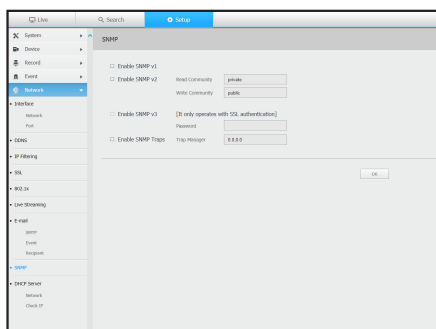 Live
Search
Setup
System
Device
Record
Event
Network
Interface
Network
Port
DDNS
IP Filtering
SSL
802.1x
Live Streaming
E-mail
SMTP
Event
Recipient
SNMP
DHCP Server
Network
Check IP
SNMP
Enable SNMP v1
Enable SNMP v2 Read Community private
Write Community public
Enable SNMP v3 [It only operates with SSL authentication]
Password
Enable SNMP Traps Trap Manager 0.0.0.0
OK